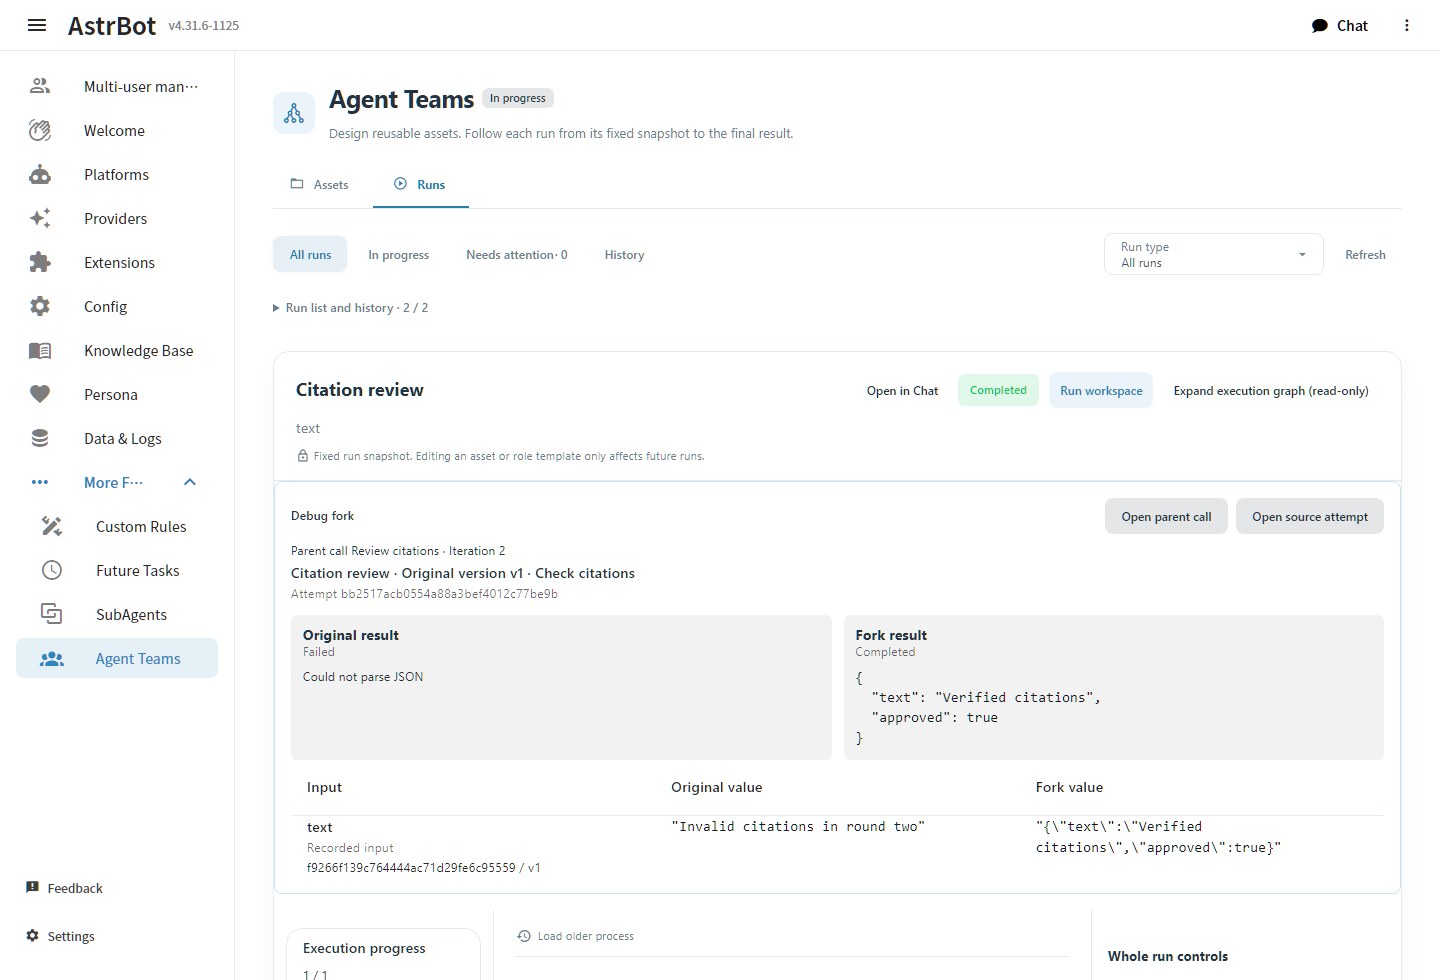 AstrBot v4.31.6-1125
Chat
Multi-user man···
Welcome
Platforms
Providers
Extensions
Config
Knowledge Base
Persona
Data & Logs
More F···
Custom Rules
Future Tasks
SubAgents
Agent Teams
Feedback
Settings
Agent Teams In progress
Design reusable assets. Follow each run from its fixed snapshot to the final result.
Assets Runs
All runs In progress Needs attention· 0 History
Run type
All runs
Refresh
Run list and history · 2 / 2
Citation review
Open in Chat Completed Run workspace Expand execution graph (read-only)
text
Fixed run snapshot. Editing an asset or role template only affects future runs.
Debug fork
Open parent call Open source attempt
Parent call Review citations · Iteration 2
Citation review · Original version v1 · Check citations
Attempt bb2517acb0554a88a3bef4012c77be9b
Original result
Failed
Could not parse JSON
Fork result
Completed
{
"text": "Verified citations",
"approved": true
}
Input Original value Fork value
text
Recorded input
f9266f139c764444ac71d29fe6c95559 / v1
"Invalid citations in round two"
"{\"text\":\"Verified
citations\",\"approved\":true}"
Execution progress
1 / 1
Load older process
Whole run controls